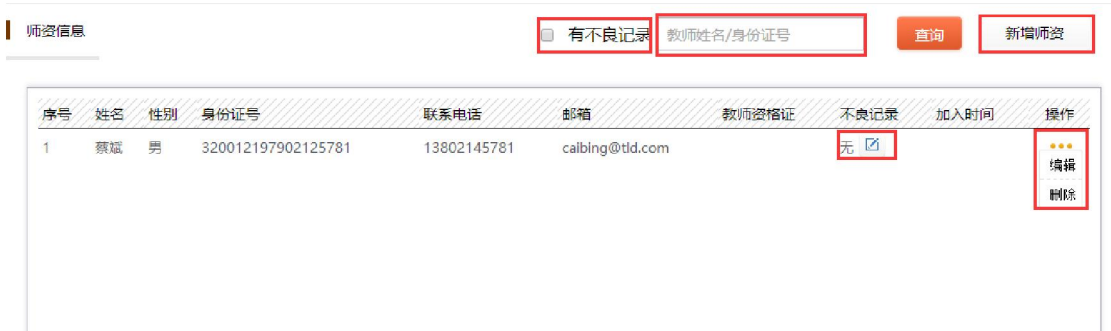 师资信息 有不良记录 教师姓名/身份证号 查询 新增师资
序号 姓名 性别 身份证号 联系电话 邮箱 教师资格证 不良记录 加入时间 操作
1 蔡斌 男 320012197902125781 13802145781 caibing@tld.com 无
编辑
删除